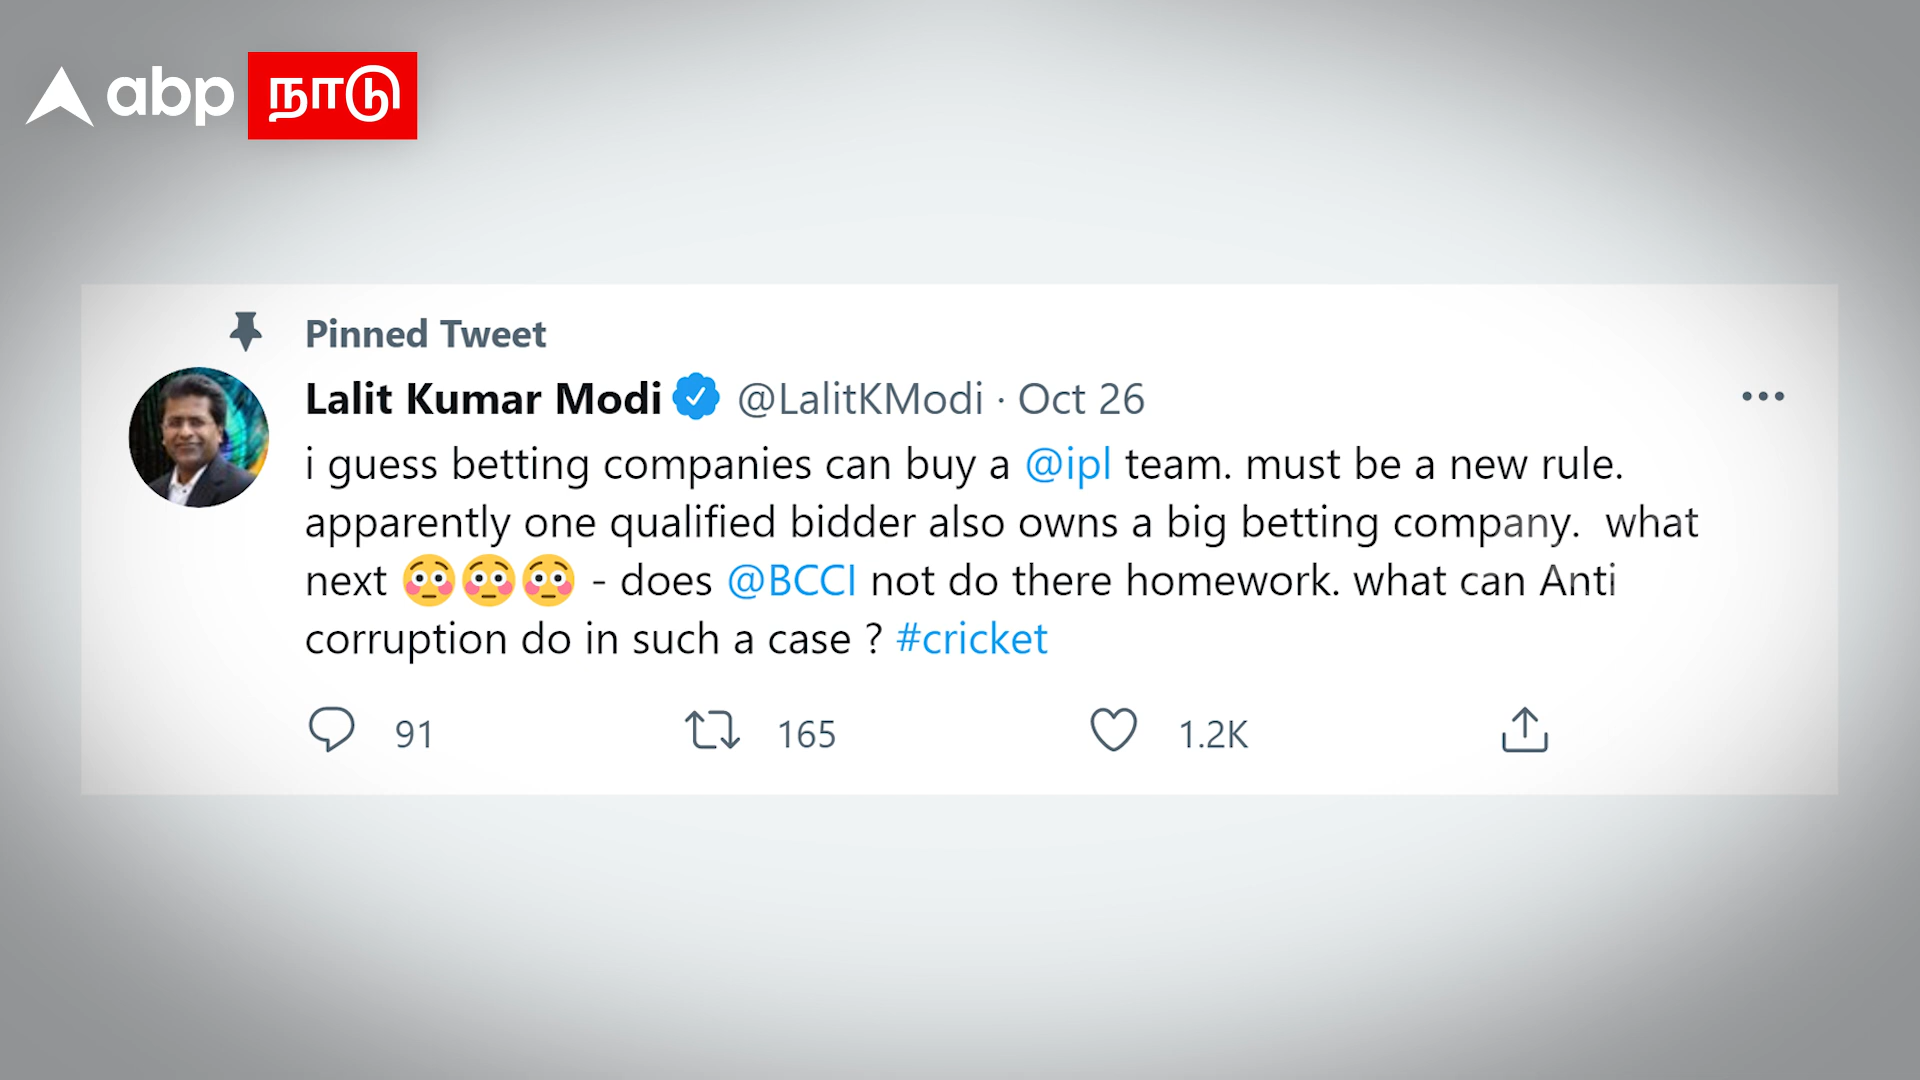 abp நாடு
Pinned Tweet
Lalit Kumar Modi @LalitKModi · Oct 26
i guess betting companies can buy a @ipl team. must be a new rule.
apparently one qualified bidder also owns a big betting company.  what
next 😳😳😳 - does @BCCI not do there homework. what can Anti
corruption do in such a case ? #cricket
91 165 1.2K